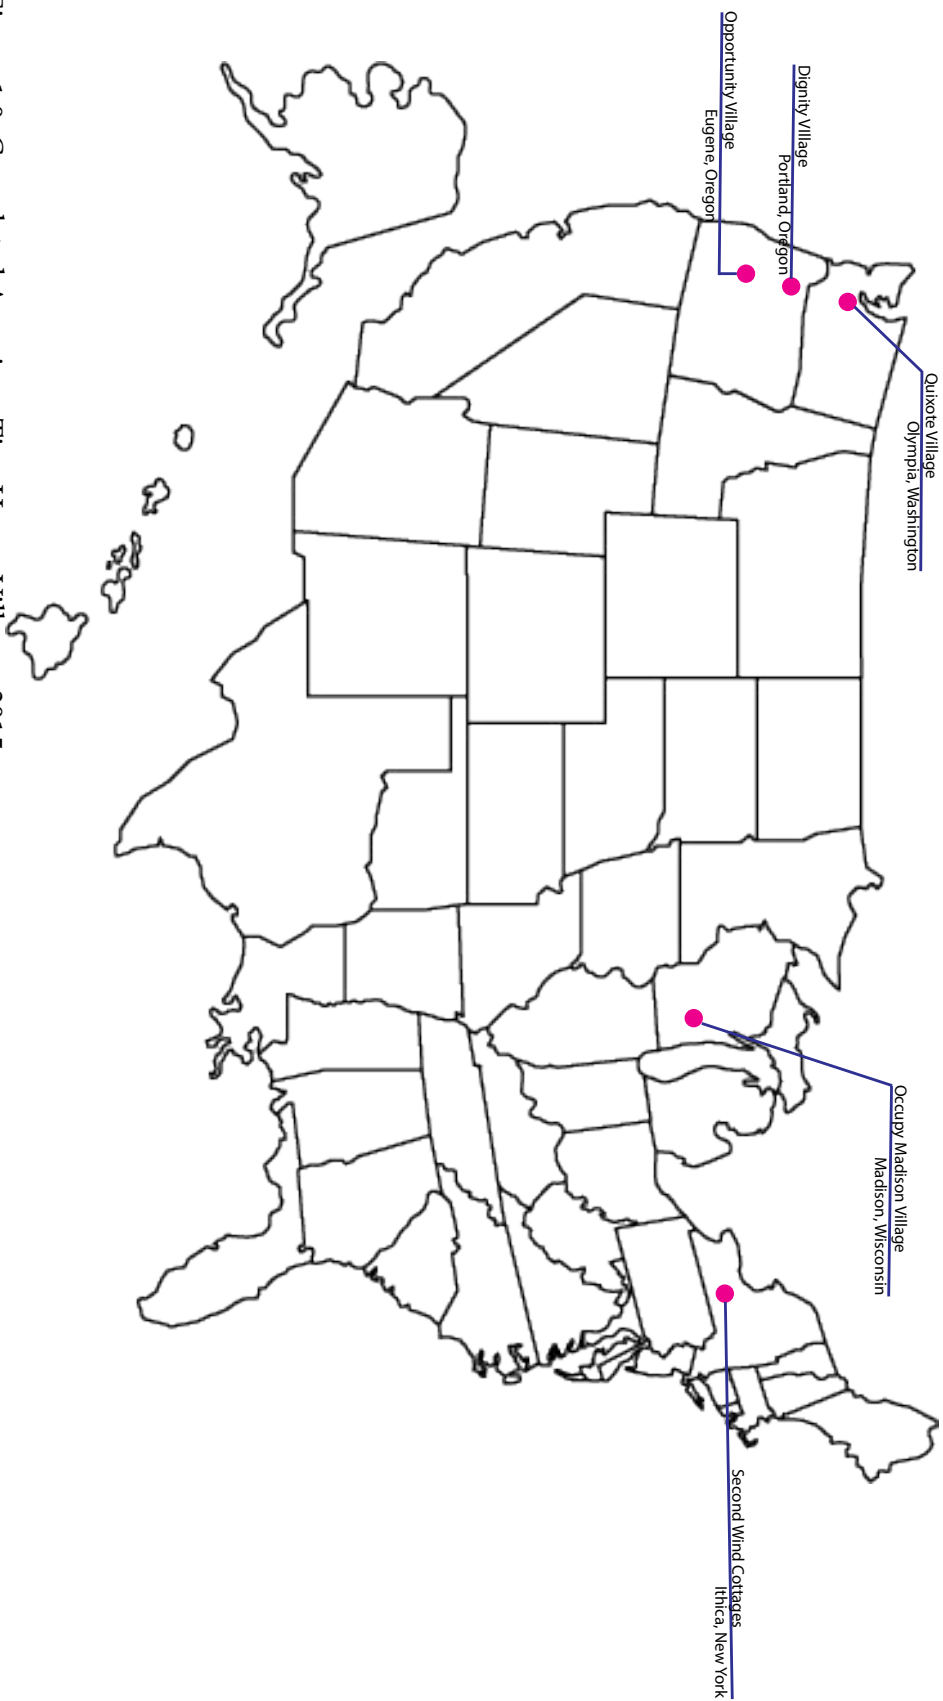 Quixote Village
Olympia, Washington
Dignity VIllage
Portland, Oregon
Opportunity Village
Eugene, Oregon
Occupy Madison Village
Madison, Wisconsin
Second Wind Cottages
Ithica, New York